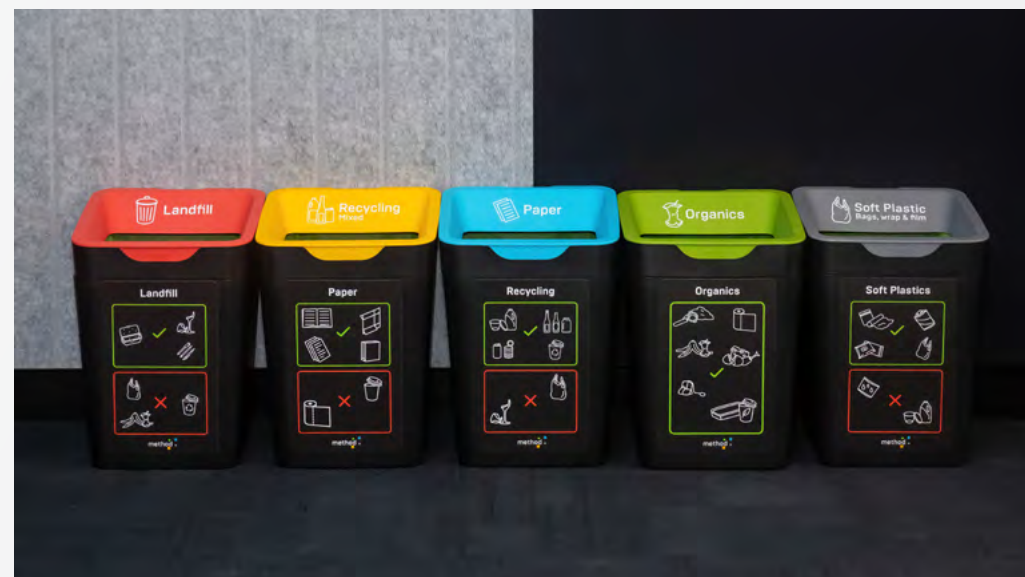 Landfill
Recycling
Mixed
Paper
Organics
Soft Plastic
Bags, wrap & film
Landfill
Paper
Recycling
Organics
Soft Plastics
method
method
method
method
method